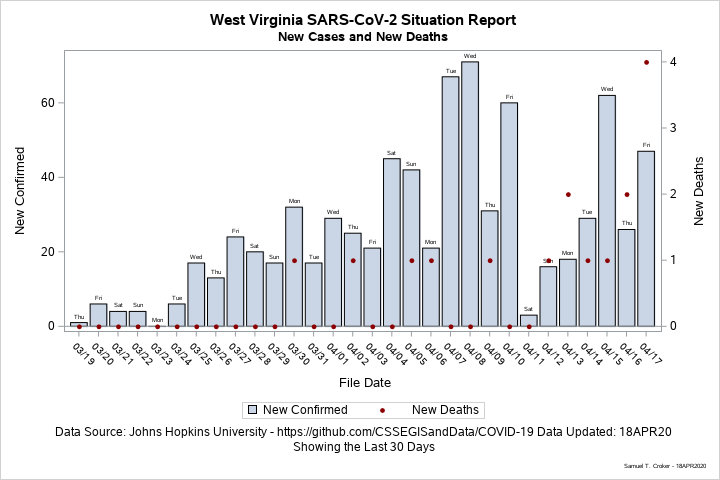 West Virginia SARS-CoV-2 Situation Report
New Cases and New Deaths
New Confirmed
New Deaths
60
40
20
0
4
3
2
1
0
Thu
Fri
Sat
Sun
Mon
Tue
Wed
Thu
Fri
Sat
Sun
Mon
Tue
Wed
Thu
Fri
Sat
Sun
Mon
Tue
Wed
Thu
Fri
Sat
Sun
Mon
Tue
Wed
Thu
Fri
03/19
03/20
03/21
03/22
03/23
03/24
03/25
03/26
03/27
03/28
03/29
03/30
03/31
04/01
04/02
04/03
04/04
04/05
04/06
04/07
04/08
04/09
04/10
04/11
04/12
04/13
04/14
04/15
04/16
04/17
File Date
New Confirmed
New Deaths
Data Source: Johns Hopkins University - https://github.com/CSSEGISandData/COVID-19 Data Updated: 18APR20
Showing the Last 30 Days
Samuel T. Croker - 18APR2020